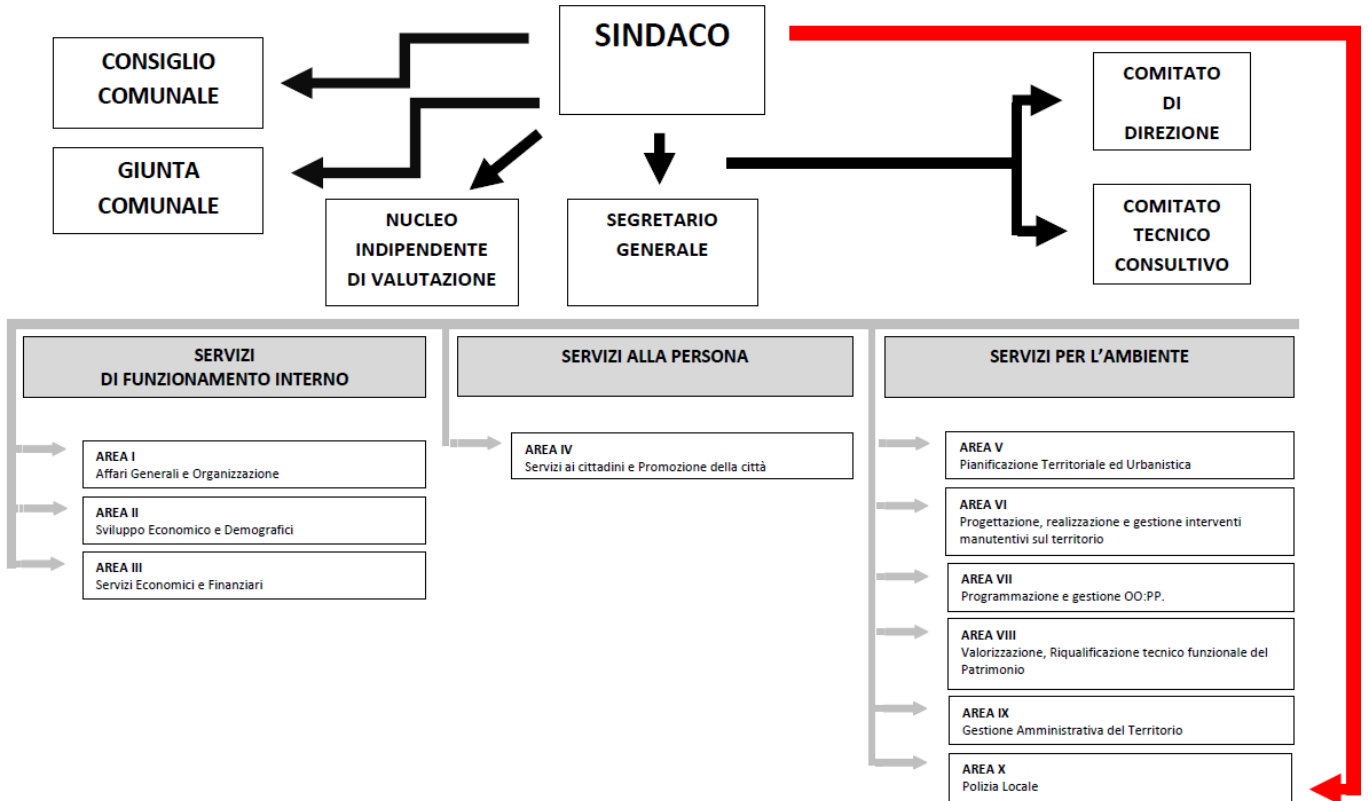 SINDACO
CONSIGLIO
COMUNALE
GIUNTA
COMUNALE
NUCLEO
INDIPENDENTE
DI VALUTAZIONE
SEGRETARIO
GENERALE
COMITATO
DI
DIREZIONE
COMITATO
TECNICO
CONSULTIVO
SERVIZI
DI FUNZIONAMENTO INTERNO
AREA I
Affari Generali e Organizzazione
AREA II
Sviluppo Economico e Demografici
AREA III
Servizi Economici e Finanziari
SERVIZI ALLA PERSONA
AREA IV
Servizi ai cittadini e Promozione della città
SERVIZI PER L’AMBIENTE
AREA V
Pianificazione Territoriale ed Urbanistica
AREA VI
Progettazione, realizzazione e gestione interventi
manutentivi sul territorio
AREA VII
Programmazione e gestione OO:PP.
AREA VIII
Valorizzazione, Riqualificazione tecnico funzionale del
Patrimonio
AREA IX
Gestione Amministrativa del Territorio
AREA X
Polizia Locale